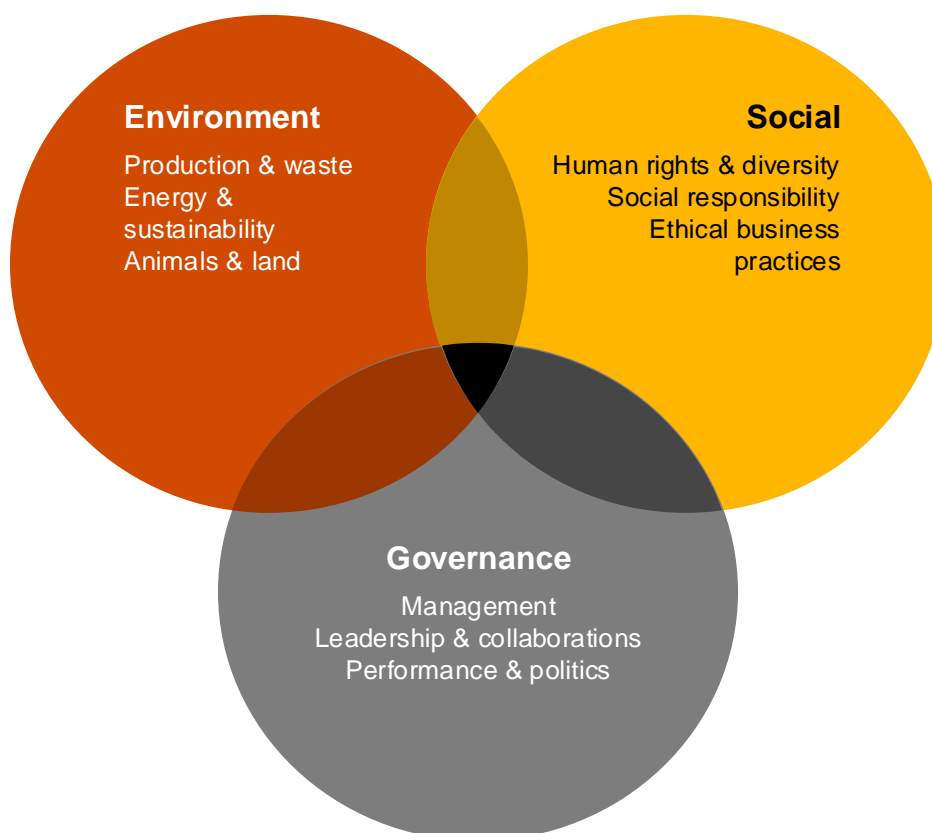 Environment
Production & waste
Energy &
sustainability
Animals & land
Social
Human rights & diversity
Social responsibility
Ethical business
practices
Governance
Management
Leadership & collaborations
Performance & politics